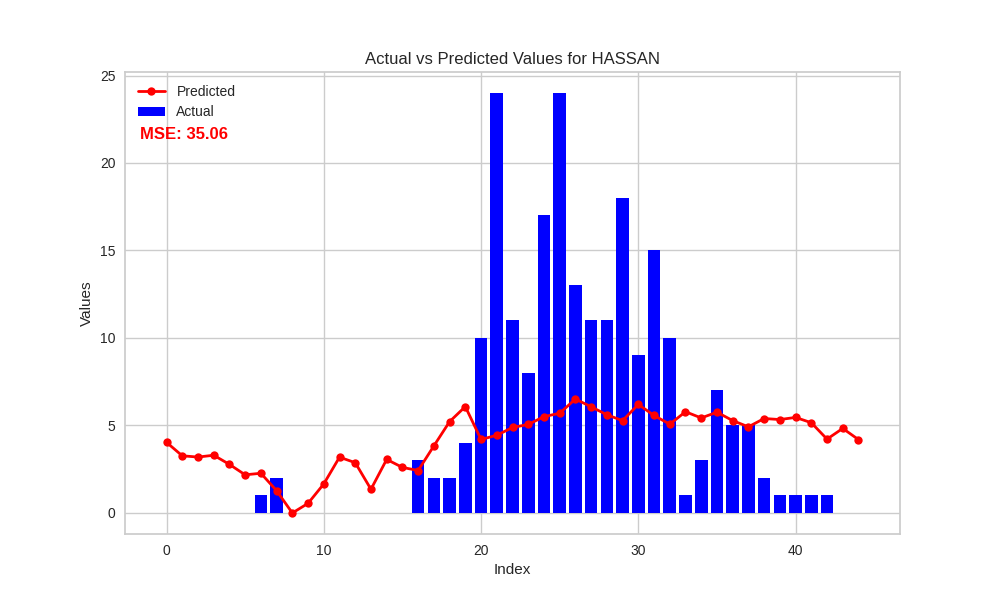 Actual vs Predicted Values for HASSAN
Predicted
Actual
MSE: 35.06
Values
25
20
15
10
5
0
0 10 20 30 40
Index